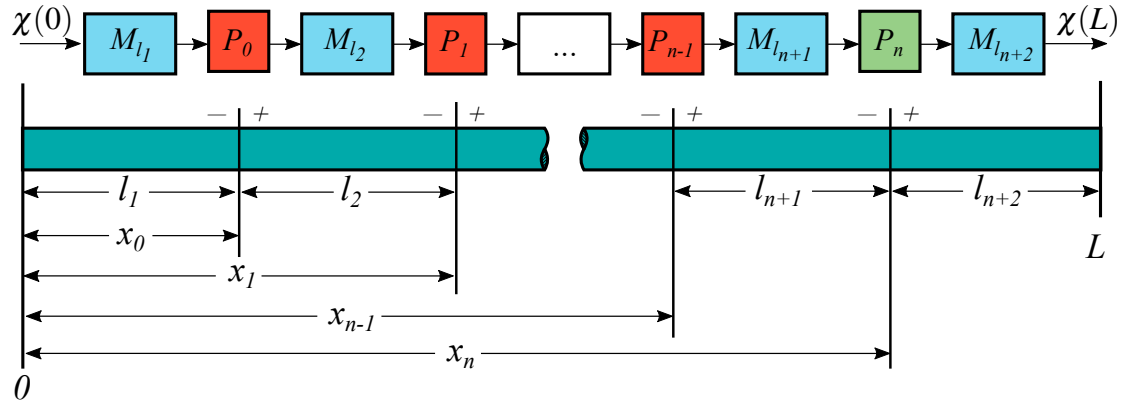 χ(0) M_{l_1} P_0 M_{l_2} P_1 ... P_{n-1} M_{l_{n+1}} P_n M_{l_{n+2}} χ(L)
− + − + − + − +
l_1 l_2 l_{n+1} l_{n+2}
x_0 L
x_1
x_{n-1}
x_n
0